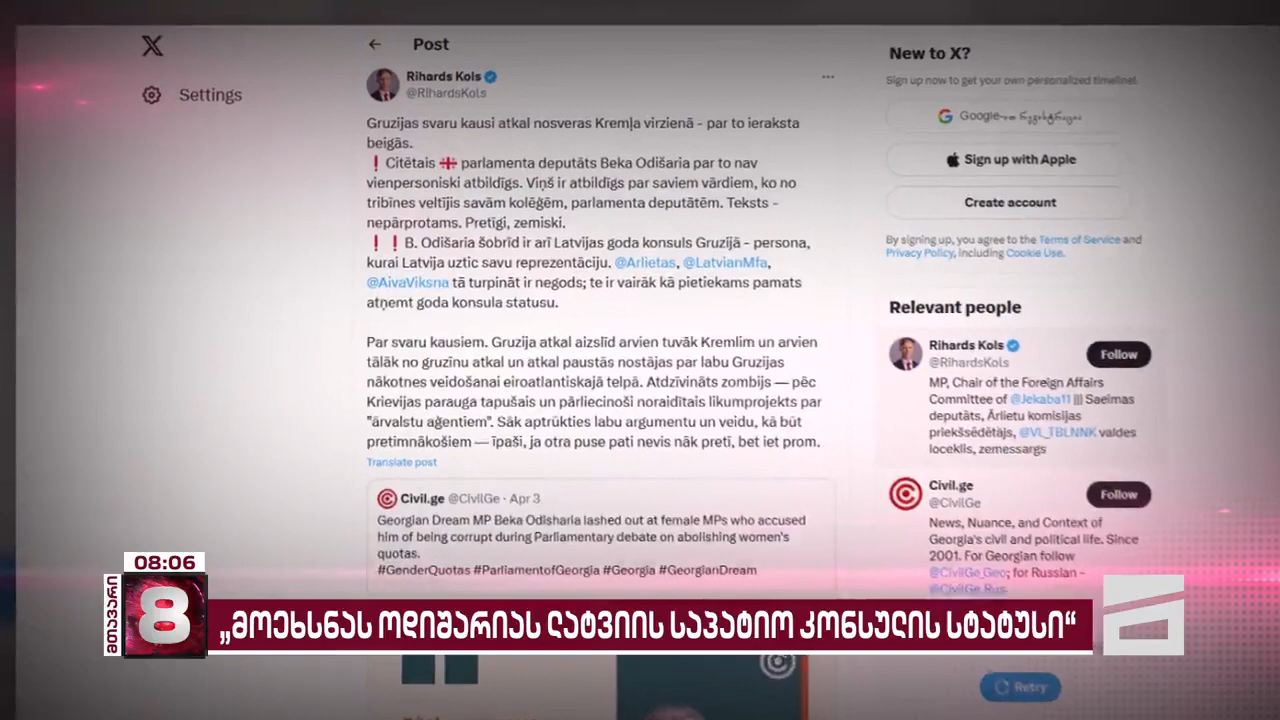 Post
Settings
Rihards Kols
@RihardsKols
Gruzijas svaru kausi atkal nosveras Kremļa virzienā - par to ieraksta
beigās.
❗Citētais 🇬🇪 parlamenta deputāts Beka Odišaria par to nav
vienpersoniski atbildīgs. Viņš ir atbildīgs par saviem vārdiem, ko no
tribīnes veltījis savām kolēģēm, parlamenta deputātēm. Teksts -
nepārprotams. Pretīgi, zemiski.
❗❗B. Odišaria šobrīd ir arī Latvijas goda konsuls Gruzijā - persona,
kurai Latvija uztic savu reprezentāciju. @Arlietas, @LatvianMfa,
@AivaViksna tā turpināt ir negods; te ir vairāk kā pietiekams pamats
atņemt goda konsula statusu.
Par svaru kausiem. Gruzija atkal aizslīd arvien tuvāk Kremlim un arvien
tālāk no gruzīnu atkal un atkal paustās nostājas par labu Gruzijas
nākotnes veidošanai eiroatlantiskajā telpā. Atdzīvināts zombijs — pēc
Krievijas parauga tapušais un pārliecinoši noraidītais likumprojekts par
"ārvalstu aģentiem". Sāk aptrūkties labu argumentu un veidu, kā būt
pretimnākošiem — īpaši, ja otra puse pati nevis nāk pretī, bet iet prom.
Translate post
Civil.ge @CivilGe · Apr 3
Georgian Dream MP Beka Odisharia lashed out at female MPs who accused
him of being corrupt during Parliamentary debate on abolishing women's
quotas.
#GenderQuotas #ParliamentofGeorgia #Georgia #GeorgianDream
New to X?
Sign up now to get your own personalized timeline!
Google-ით რეგისტრაცია
Sign up with Apple
Create account
By signing up, you agree to the Terms of Service and
Privacy Policy, including Cookie Use.
Relevant people
Rihards Kols
@RihardsKols
Follow
MP, Chair of the Foreign Affairs
Committee of @Jekaba11 ||| Saeimas
deputāts, Ārlietu komisijas
priekšsēdētājs, @VL_TBLNNK valdes
loceklis, zemessargs
Civil.ge
@CivilGe
Follow
News, Nuance, and Context of
Georgia's civil and political life. Since
2001. For Georgian follow
@CivilGe_Geo; for Russian -
@CivilGe_Rus.
Retry
08:06
მთავარი
8
„მოეხსნას ოდიშარიას ლატვიის საპატიო კონსულის სტატუსი“